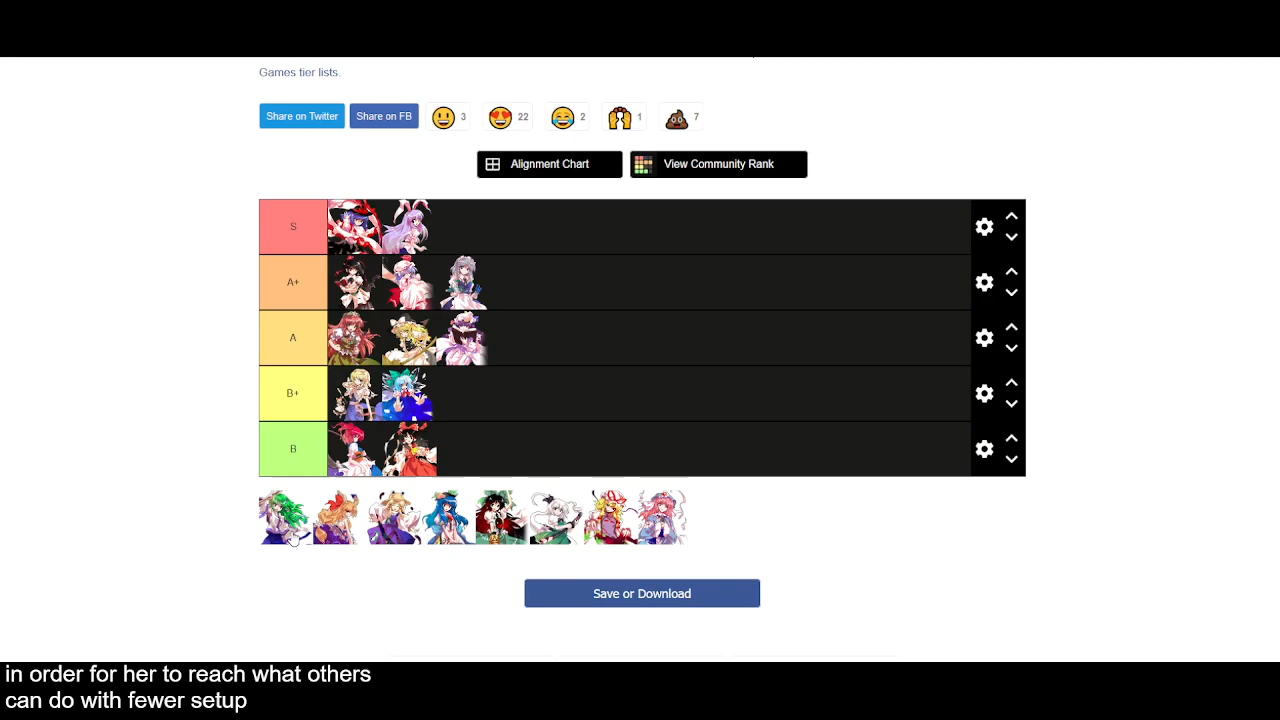 Games tier lists.
Share on Twitter Share on FB 3 22 2 1 7
Alignment Chart View Community Rank
S
A+
A
B+
B
Save or Download
in order for her to reach what others
can do with fewer setup